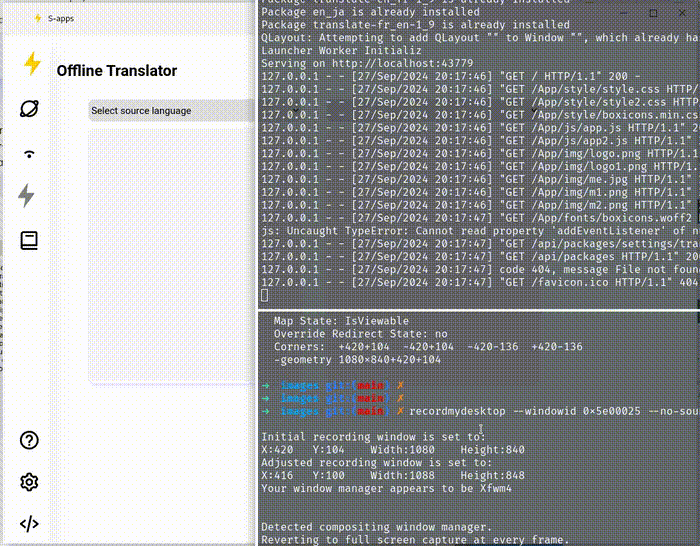 S-apps
Offline Translator
Select source language
Package translate-en_fr-1_9 is already installed
Package en_ja is already installed
Package translate-fr_en-1_9 is already installed
QLayout: Attempting to add QLayout "" to Window "", which already ha
Launcher Worker Initializ
Serving on http://localhost:43779
127.0.0.1 - - [27/Sep/2024 20:17:46] "GET / HTTP/1.1" 200 -
127.0.0.1 - - [27/Sep/2024 20:17:46] "GET /App/style/style.css HTTP/
127.0.0.1 - - [27/Sep/2024 20:17:46] "GET /App/style/style2.css HTTP
127.0.0.1 - - [27/Sep/2024 20:17:46] "GET /App/style/boxicons.min.cs
127.0.0.1 - - [27/Sep/2024 20:17:46] "GET /App/js/app.js HTTP/1.1" 2
127.0.0.1 - - [27/Sep/2024 20:17:46] "GET /App/js/app2.js HTTP/1.1"
127.0.0.1 - - [27/Sep/2024 20:17:46] "GET /App/img/logo.png HTTP/1.1
127.0.0.1 - - [27/Sep/2024 20:17:46] "GET /App/img/logo1.png HTTP/1.
127.0.0.1 - - [27/Sep/2024 20:17:46] "GET /App/img/me.jpg HTTP/1.1"
127.0.0.1 - - [27/Sep/2024 20:17:46] "GET /App/img/m1.png HTTP/1.1"
127.0.0.1 - - [27/Sep/2024 20:17:46] "GET /App/img/m2.png HTTP/1.1"
127.0.0.1 - - [27/Sep/2024 20:17:47] "GET /App/fonts/boxicons.woff2
js: Uncaught TypeError: Cannot read property 'addEventListener' of n
127.0.0.1 - - [27/Sep/2024 20:17:47] "GET /api/packages/settings/tra
127.0.0.1 - - [27/Sep/2024 20:17:47] "GET /api/packages HTTP/1.1" 20
127.0.0.1 - - [27/Sep/2024 20:17:47] code 404, message File not foun
127.0.0.1 - - [27/Sep/2024 20:17:47] "GET /favicon.ico HTTP/1.1" 404
Map State: IsViewable
Override Redirect State: no
Corners: +420+104 -420+104 -420-136 +420-136
-geometry 1080×840+420+104
➜ images git:(main) ✗
➜ images git:(main) ✗
➜ images git:(main) ✗ recordmydesktop --windowid 0×5e00025 --no-sou
Initial recording window is set to:
X:420 Y:104 Width:1080 Height:840
Adjusted recording window is set to:
X:416 Y:100 Width:1088 Height:848
Your window manager appears to be Xfwm4
Detected compositing window manager.
Reverting to full screen capture at every frame.